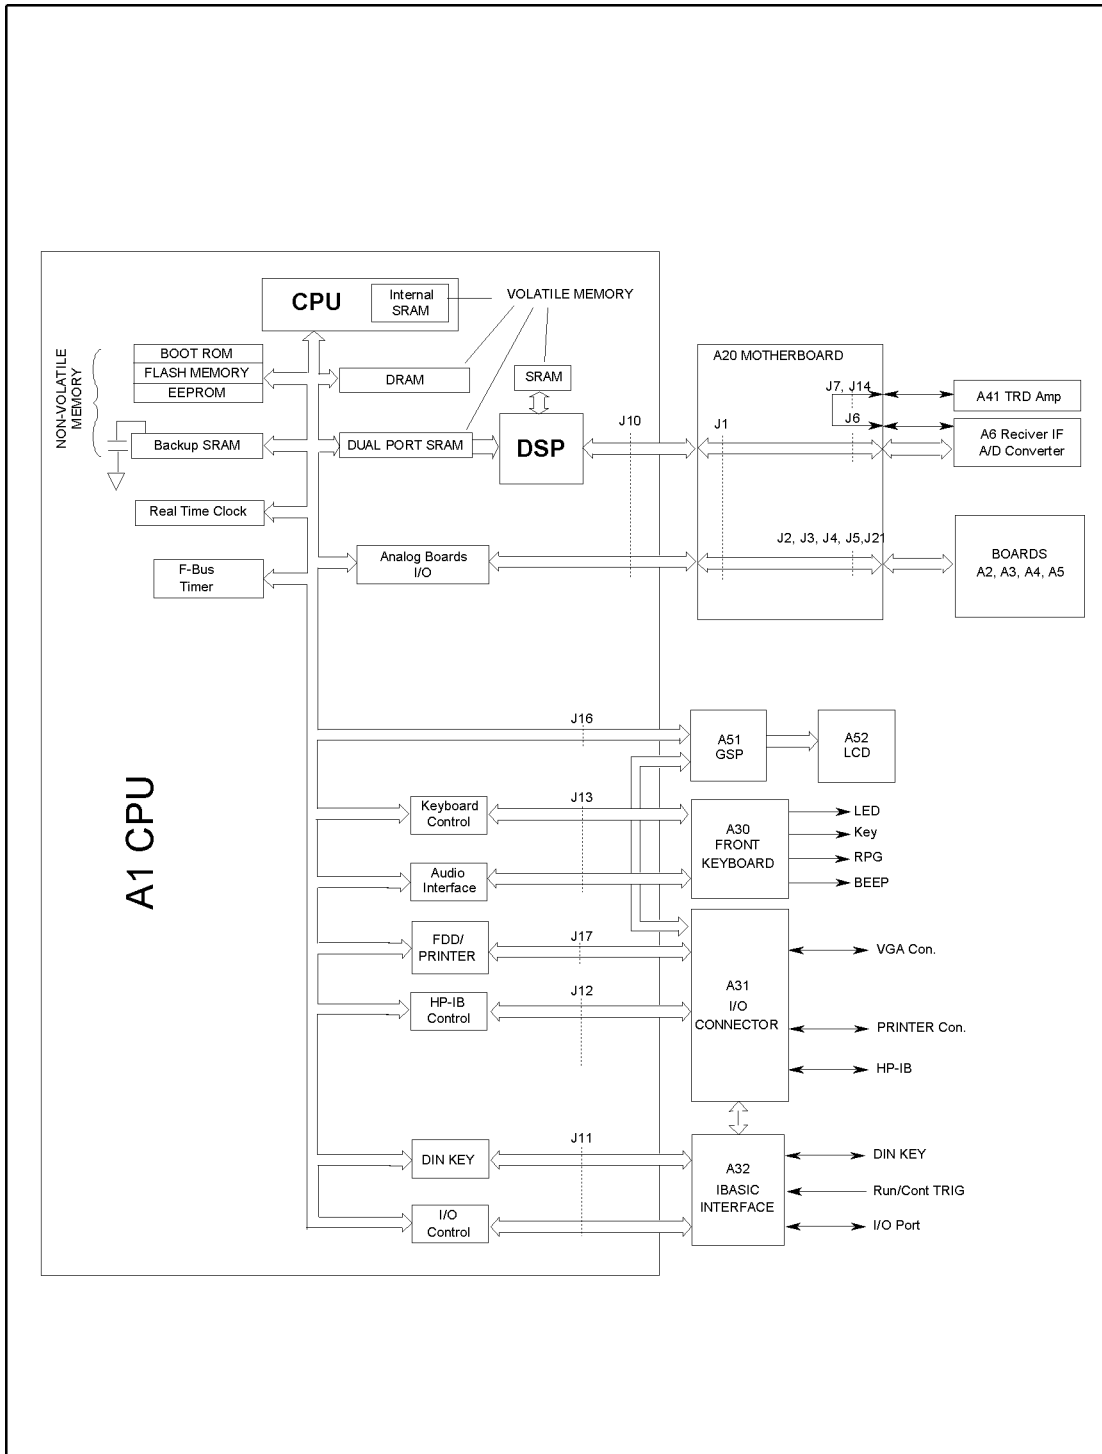 CPU
Internal
SRAM
VOLATILE MEMORY
NON-VOLATILE
MEMORY
BOOT ROM
FLASH MEMORY
EEPROM
DRAM
SRAM
A20 MOTHERBOARD
J7, J14
A41 TRD Amp
Backup SRAM
DUAL PORT SRAM
DSP
J10
J1
J6
A6 Reciver IF
A/D Converter
Real Time Clock
F-Bus
Timer
Analog Boards
I/O
J2, J3, J4, J5,J21
BOARDS
A2, A3, A4, A5
A1 CPU
J16
A51
GSP
A52
LCD
Keyboard
Control
J13
A30
FRONT
KEYBOARD
LED
Key
RPG
BEEP
Audio
Interface
FDD/
PRINTER
J17
HP-IB
Control
J12
A31
I/O
CONNECTOR
VGA Con.
PRINTER Con.
HP-IB
DIN KEY
J11
A32
IBASIC
INTERFACE
DIN KEY
Run/Cont TRIG
I/O Port
I/O
Control